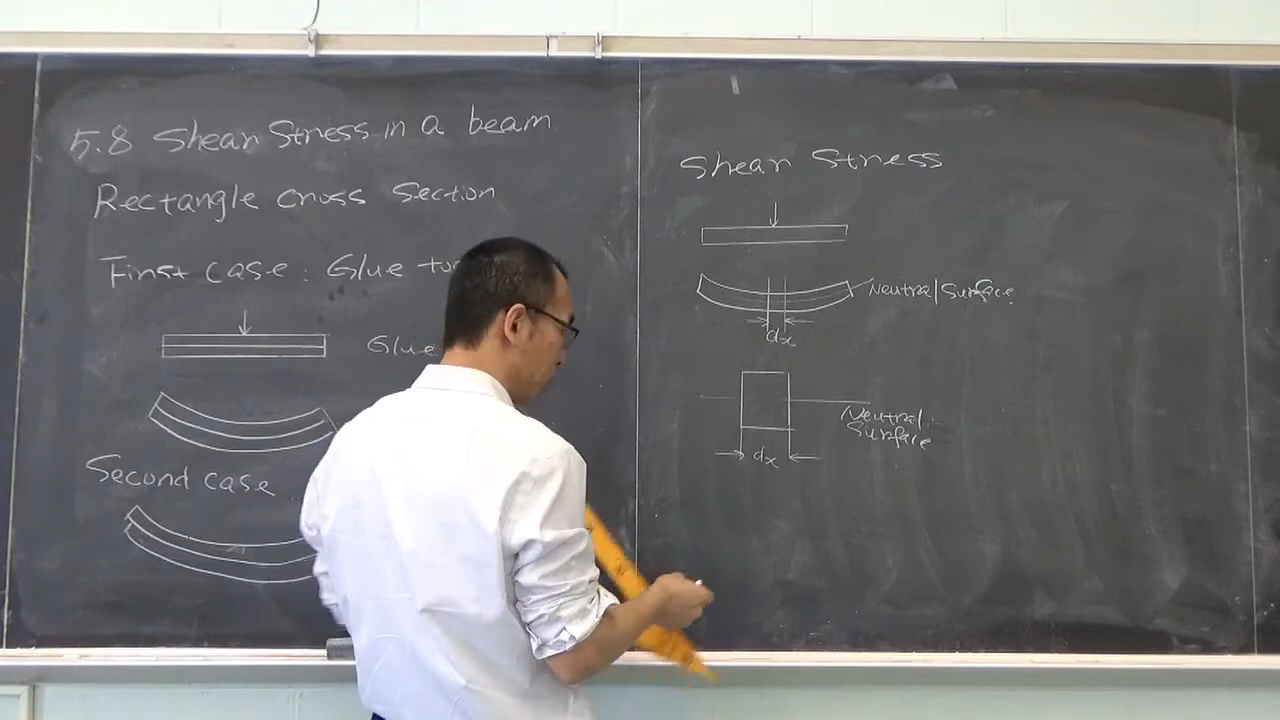 5.8 Shear Stress in a beam
Rectangle cross Section
First case: Glue
Glue
Second case
Shear Stress
Neutral Surface
dx
Neutral
Surface
dx